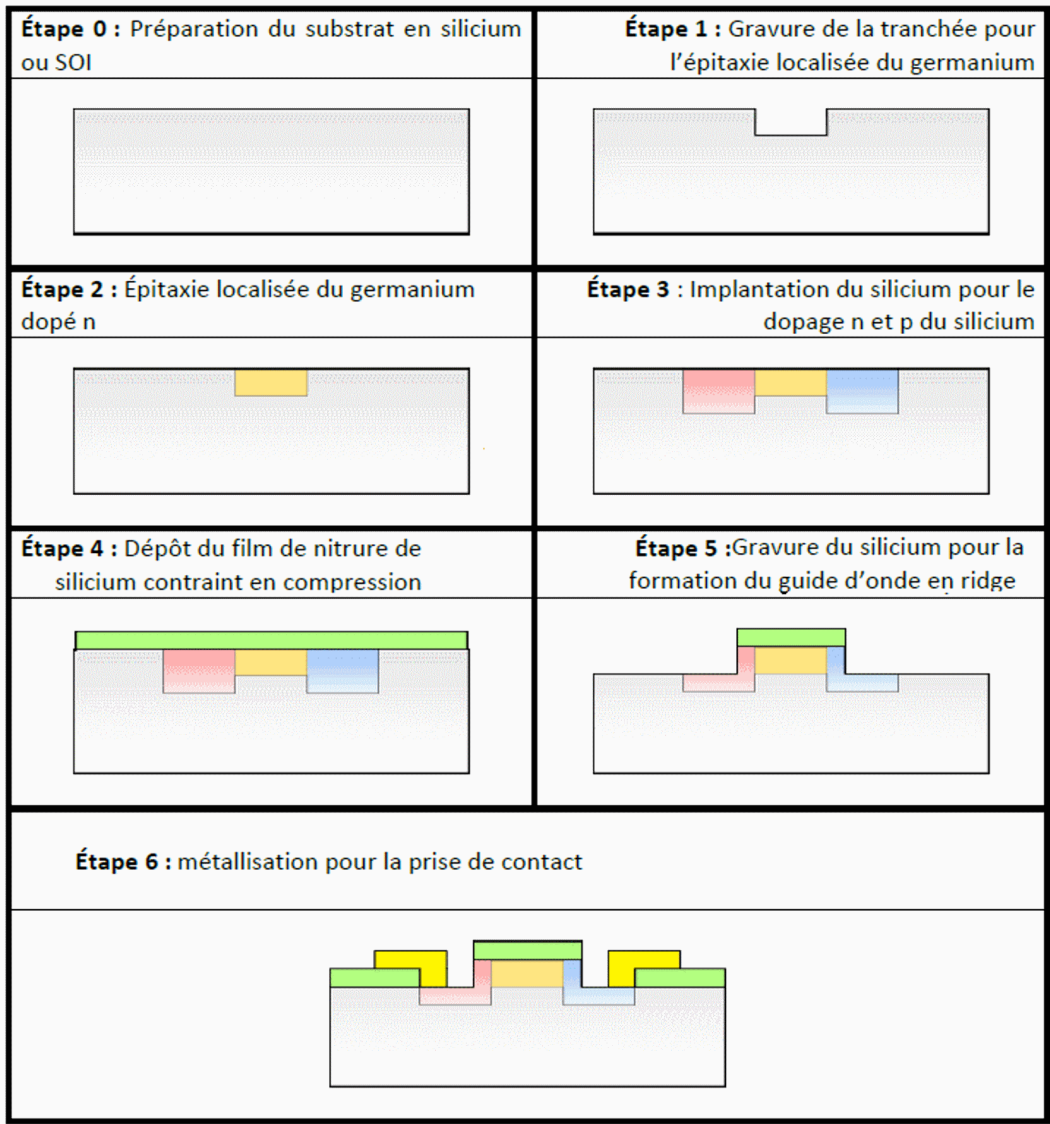 Étape 0 : Préparation du substrat en silicium
ou SOI
Étape 1 : Gravure de la tranchée pour
l’épitaxie localisée du germanium
Étape 2 : Épitaxie localisée du germanium
dopé n
Étape 3 : Implantation du silicium pour le
dopage n et p du silicium
Étape 4 : Dépôt du film de nitrure de
silicium contraint en compression
Étape 5 :Gravure du silicium pour la
formation du guide d’onde en ridge
Étape 6 : métallisation pour la prise de contact